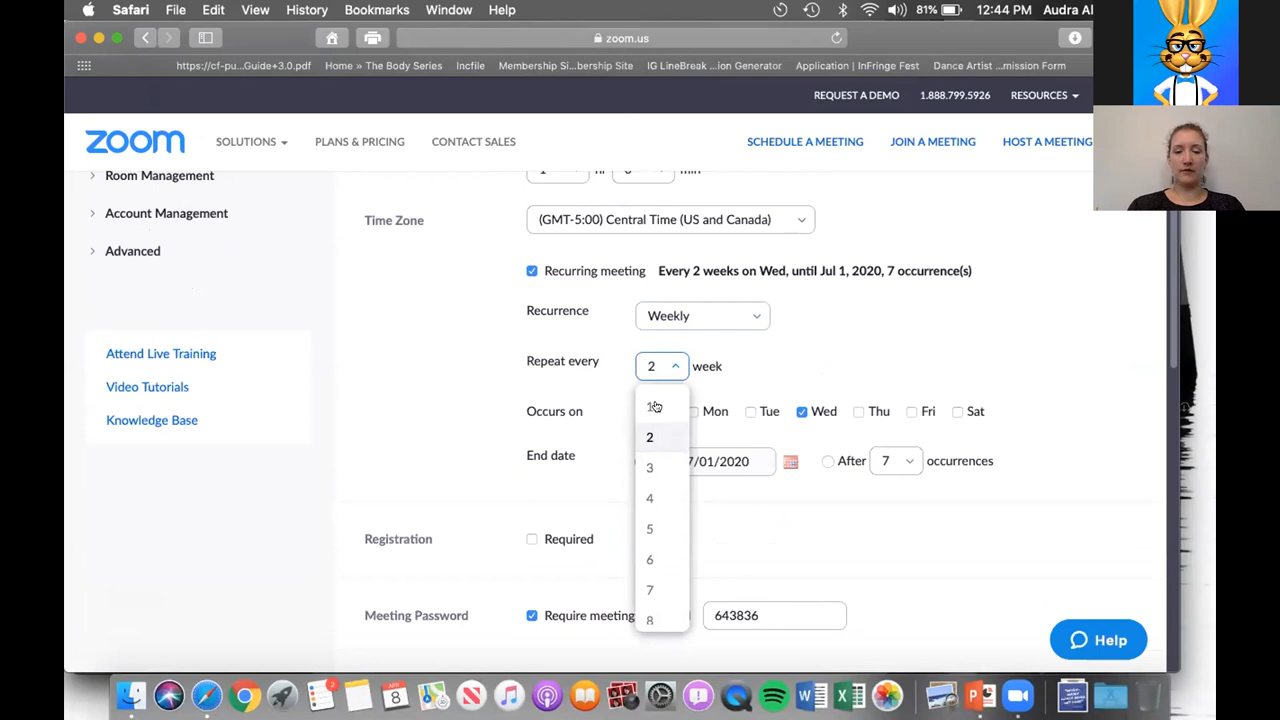 Safari File Edit View History Bookmarks Window Help 81% 12:44 PM Audra Al
zoom.us
https://cf-pu...Guide+3.0.pdf Home » The Body Series IG LineBreak ...ion Generator Application | InFringe Fest Dance Artist ...mission Form
REQUEST A DEMO 1.888.799.5926 RESOURCES
zoom SOLUTIONS PLANS & PRICING CONTACT SALES SCHEDULE A MEETING JOIN A MEETING HOST A MEETING
Room Management
Account Management
Advanced
Attend Live Training
Video Tutorials
Knowledge Base
Time Zone (GMT-5:00) Central Time (US and Canada)
Recurring meeting Every 2 weeks on Wed, until Jul 1, 2020, 7 occurrence(s)
Recurrence Weekly
Repeat every 2 week
1
2
3
4
5
6
7
8
Occurs on Mon Tue Wed Thu Fri Sat
End date 7/01/2020 After 7 occurrences
Registration Required
Meeting Password Require meeting 643836
Help